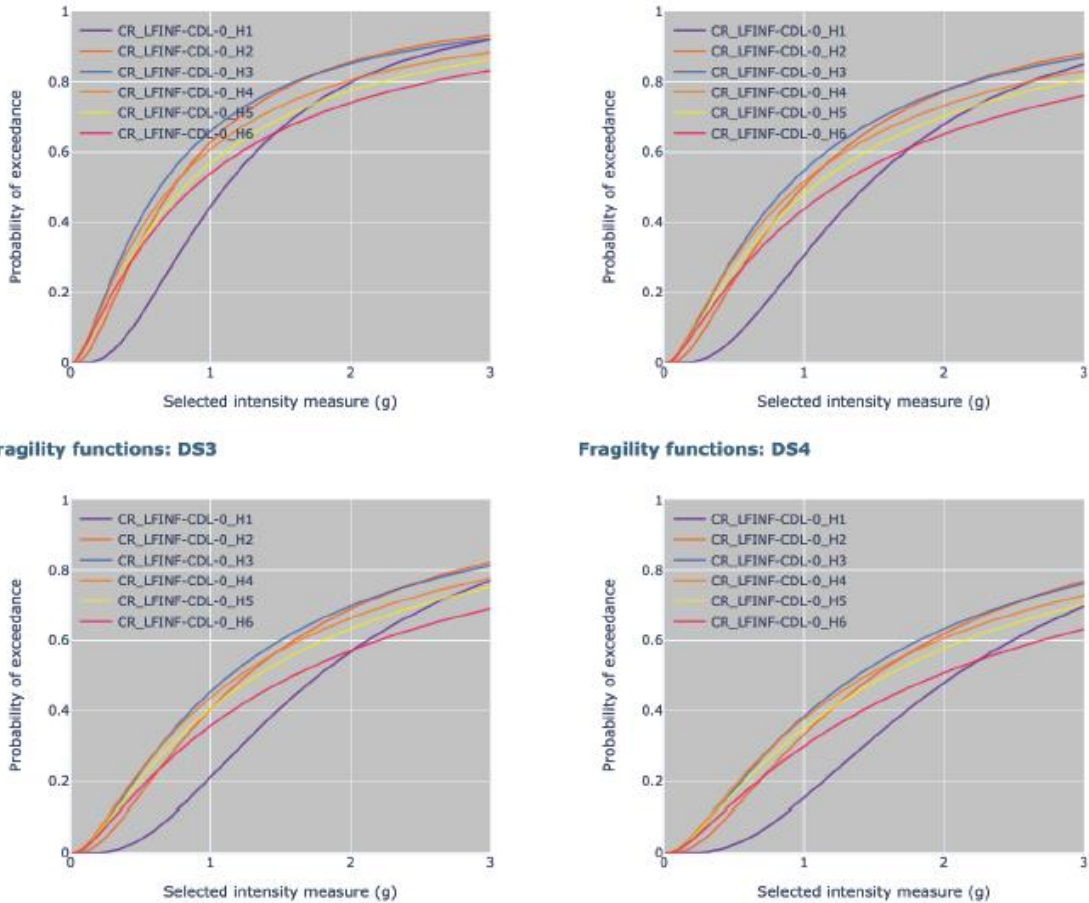 1
0.8
0.6
0.4
0.2
0
Probability of exceedance
CR_LFINF-CDL-0_H1
CR_LFINF-CDL-0_H2
CR_LFINF-CDL-0_H3
CR_LFINF-CDL-0_H4
CR_LFINF-CDL-0_H5
CR_LFINF-CDL-0_H6
0 1 2 3
Selected intensity measure (g)
1
0.8
0.6
0.4
0.2
0
Probability of exceedance
CR_LFINF-CDL-0_H1
CR_LFINF-CDL-0_H2
CR_LFINF-CDL-0_H3
CR_LFINF-CDL-0_H4
CR_LFINF-CDL-0_H5
CR_LFINF-CDL-0_H6
0 1 2 3
Selected intensity measure (g)
ragility functions: DS3
1
0.8
0.6
0.4
0.2
0
Probability of exceedance
CR_LFINF-CDL-0_H1
CR_LFINF-CDL-0_H2
CR_LFINF-CDL-0_H3
CR_LFINF-CDL-0_H4
CR_LFINF-CDL-0_H5
CR_LFINF-CDL-0_H6
0 1 2 3
Selected intensity measure (g)
Fragility functions: DS4
1
0.8
0.6
0.4
0.2
0
Probability of exceedance
CR_LFINF-CDL-0_H1
CR_LFINF-CDL-0_H2
CR_LFINF-CDL-0_H3
CR_LFINF-CDL-0_H4
CR_LFINF-CDL-0_H5
CR_LFINF-CDL-0_H6
0 1 2 3
Selected intensity measure (g)